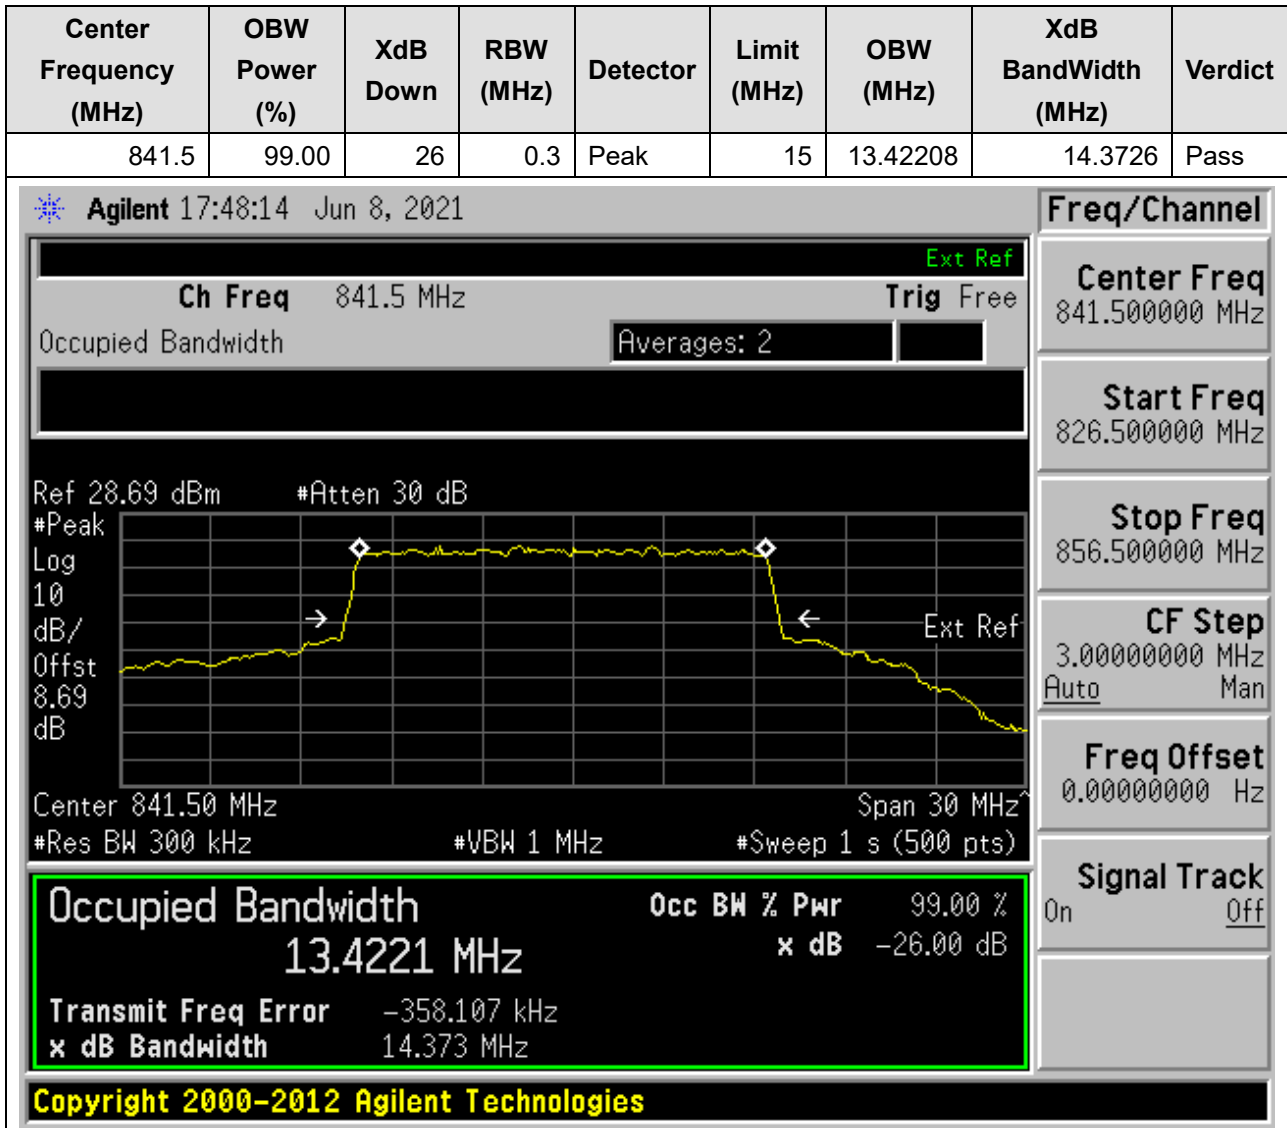 Center Frequency (MHz) OBW Power (%) XdB Down RBW (MHz) Detector Limit (MHz) OBW (MHz) XdB BandWidth (MHz) Verdict
841.5 99.00 26 0.3 Peak 15 13.42208 14.3726 Pass
Agilent 17:48:14 Jun 8, 2021
Freq/Channel
Ext Ref
Ch Freq 841.5 MHz Trig Free
Occupied Bandwidth Averages: 2
Ref 28.69 dBm #Atten 30 dB
#Peak
Log
10
dB/
Offst
8.69
dB
Ext Ref
Center 841.50 MHz Span 30 MHz^
#Res BW 300 kHz #VBW 1 MHz #Sweep 1 s (500 pts)
Occupied Bandwidth Occ BW % Pwr 99.00 %
13.4221 MHz x dB -26.00 dB
Transmit Freq Error -358.107 kHz
x dB Bandwidth 14.373 MHz
Copyright 2000-2012 Agilent Technologies
Center Freq
841.500000 MHz
Start Freq
826.500000 MHz
Stop Freq
856.500000 MHz
CF Step
3.00000000 MHz
Auto Man
Freq Offset
0.00000000 Hz
Signal Track
On Off